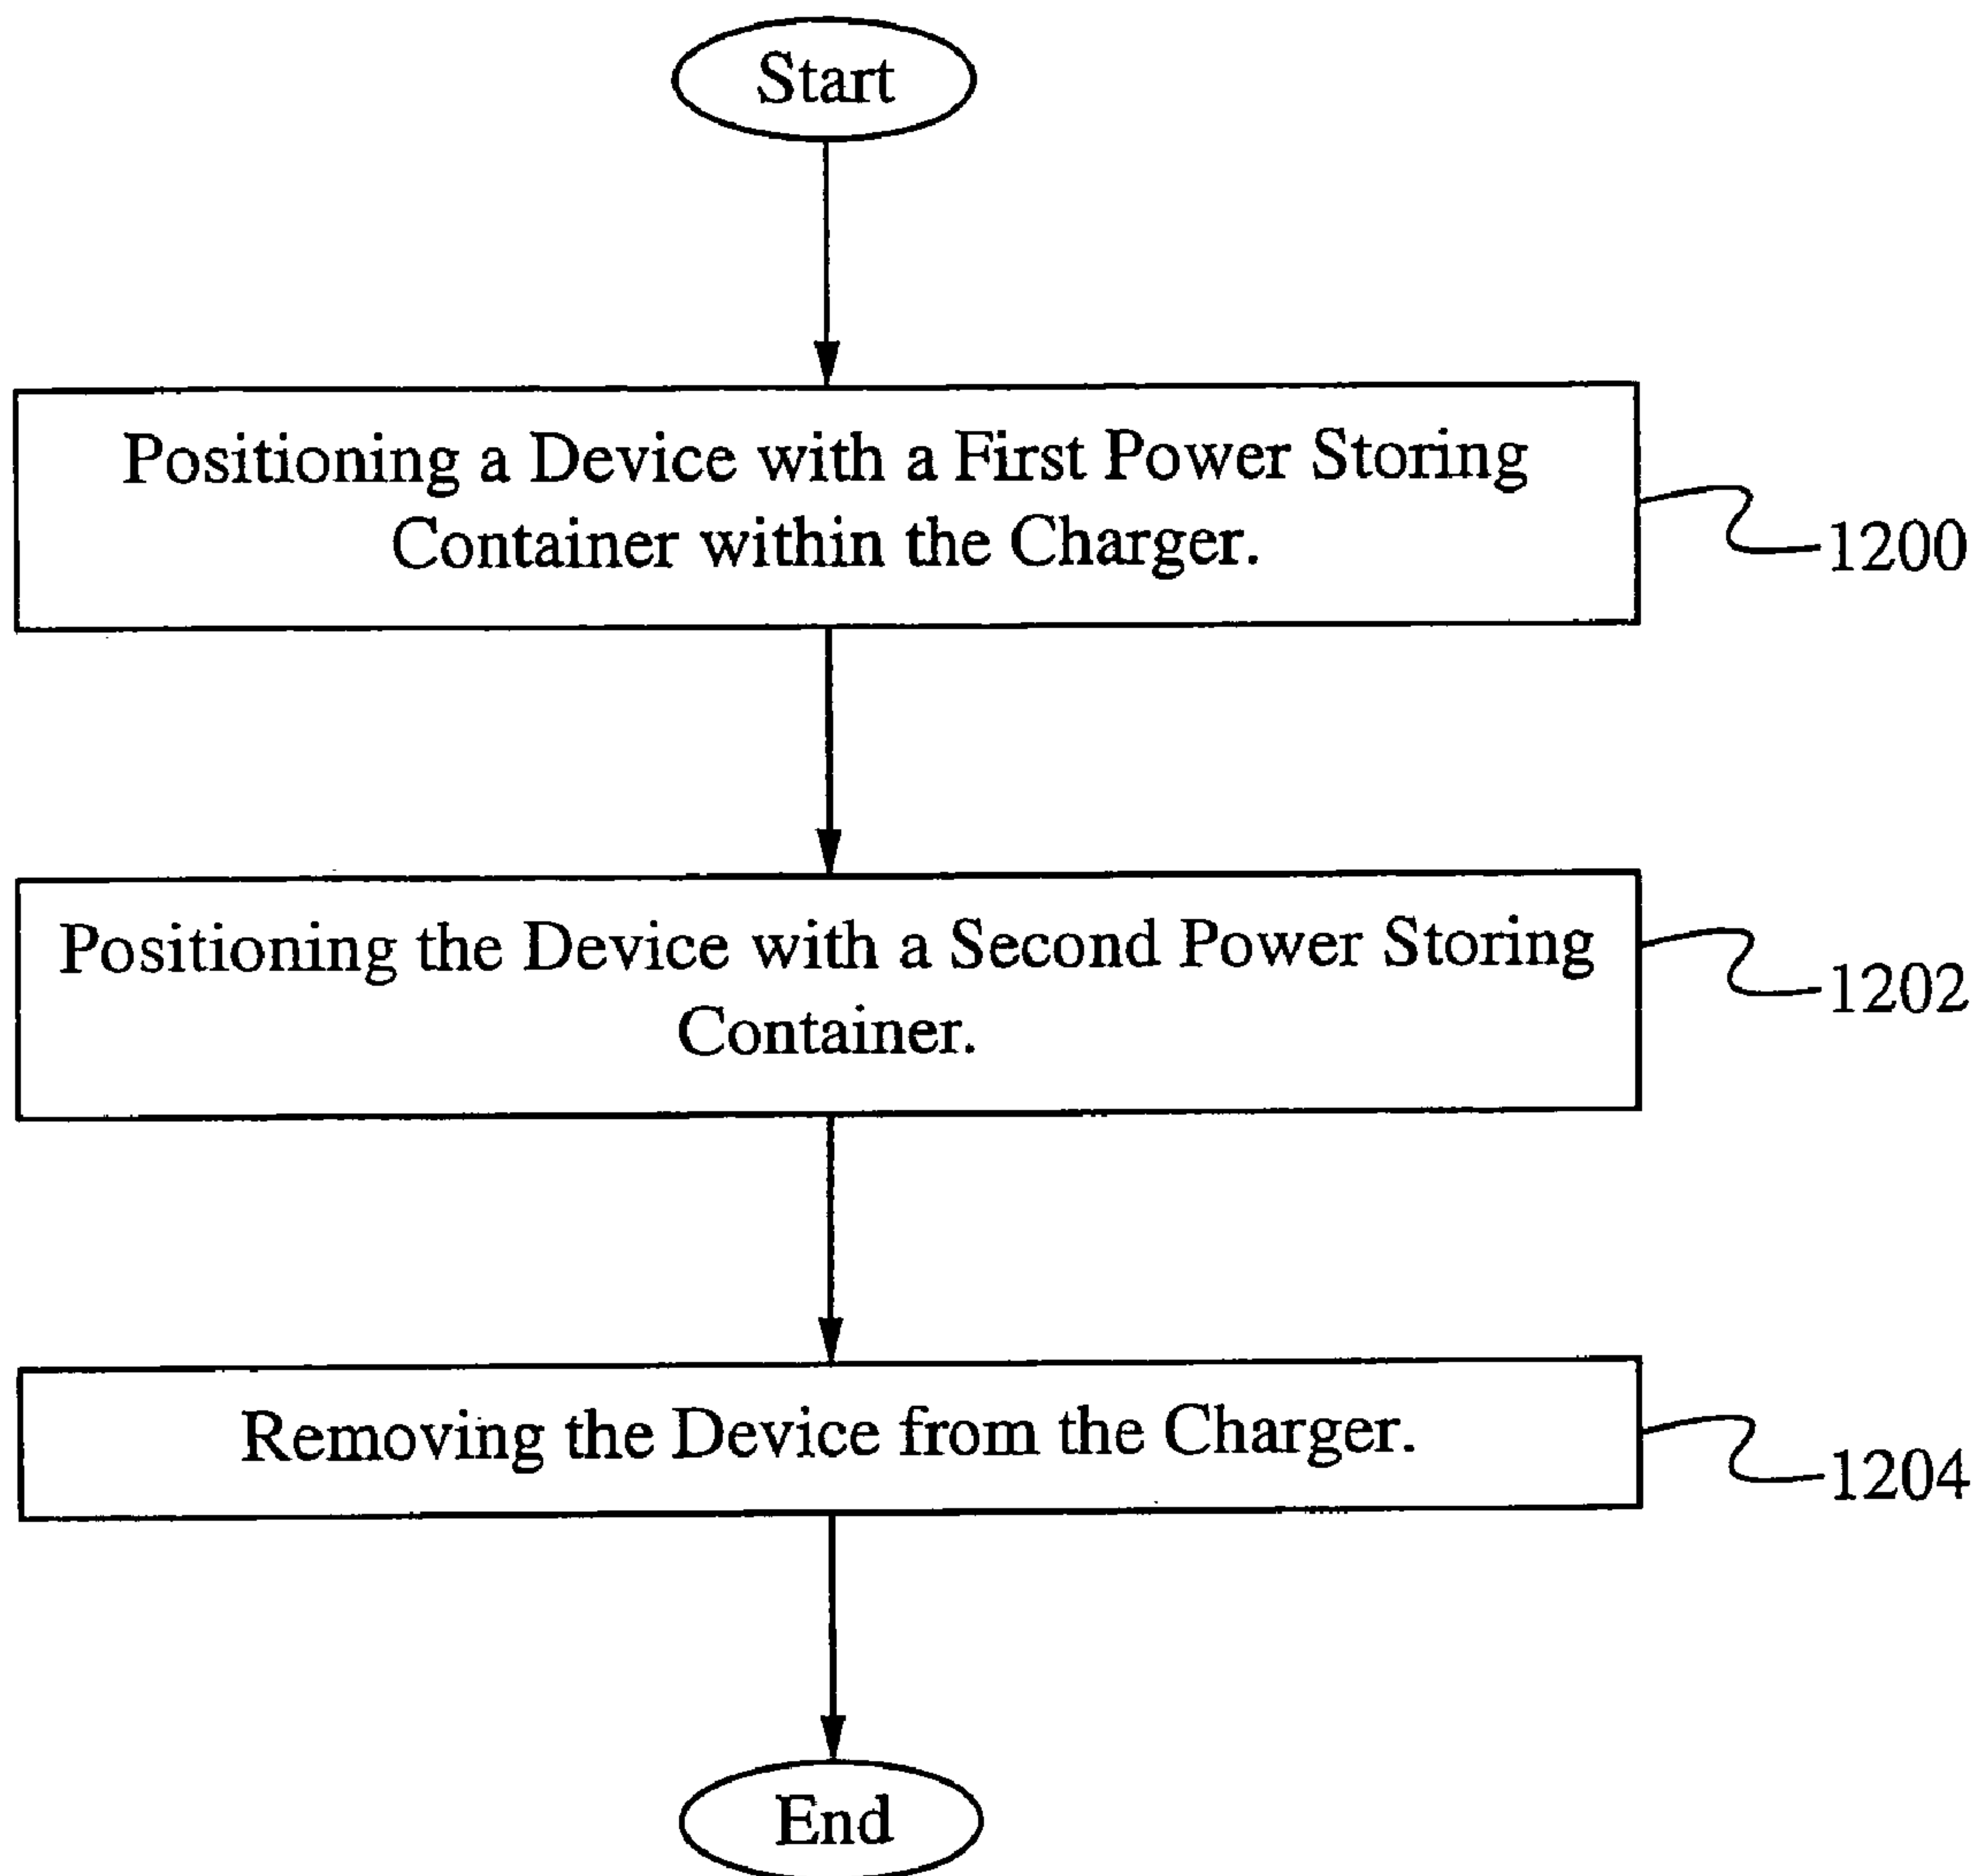 Start
Positioning a Device with a First Power Storing
Container within the Charger.
1200
Positioning the Device with a Second Power Storing
Container.
1202
Removing the Device from the Charger.
1204
End